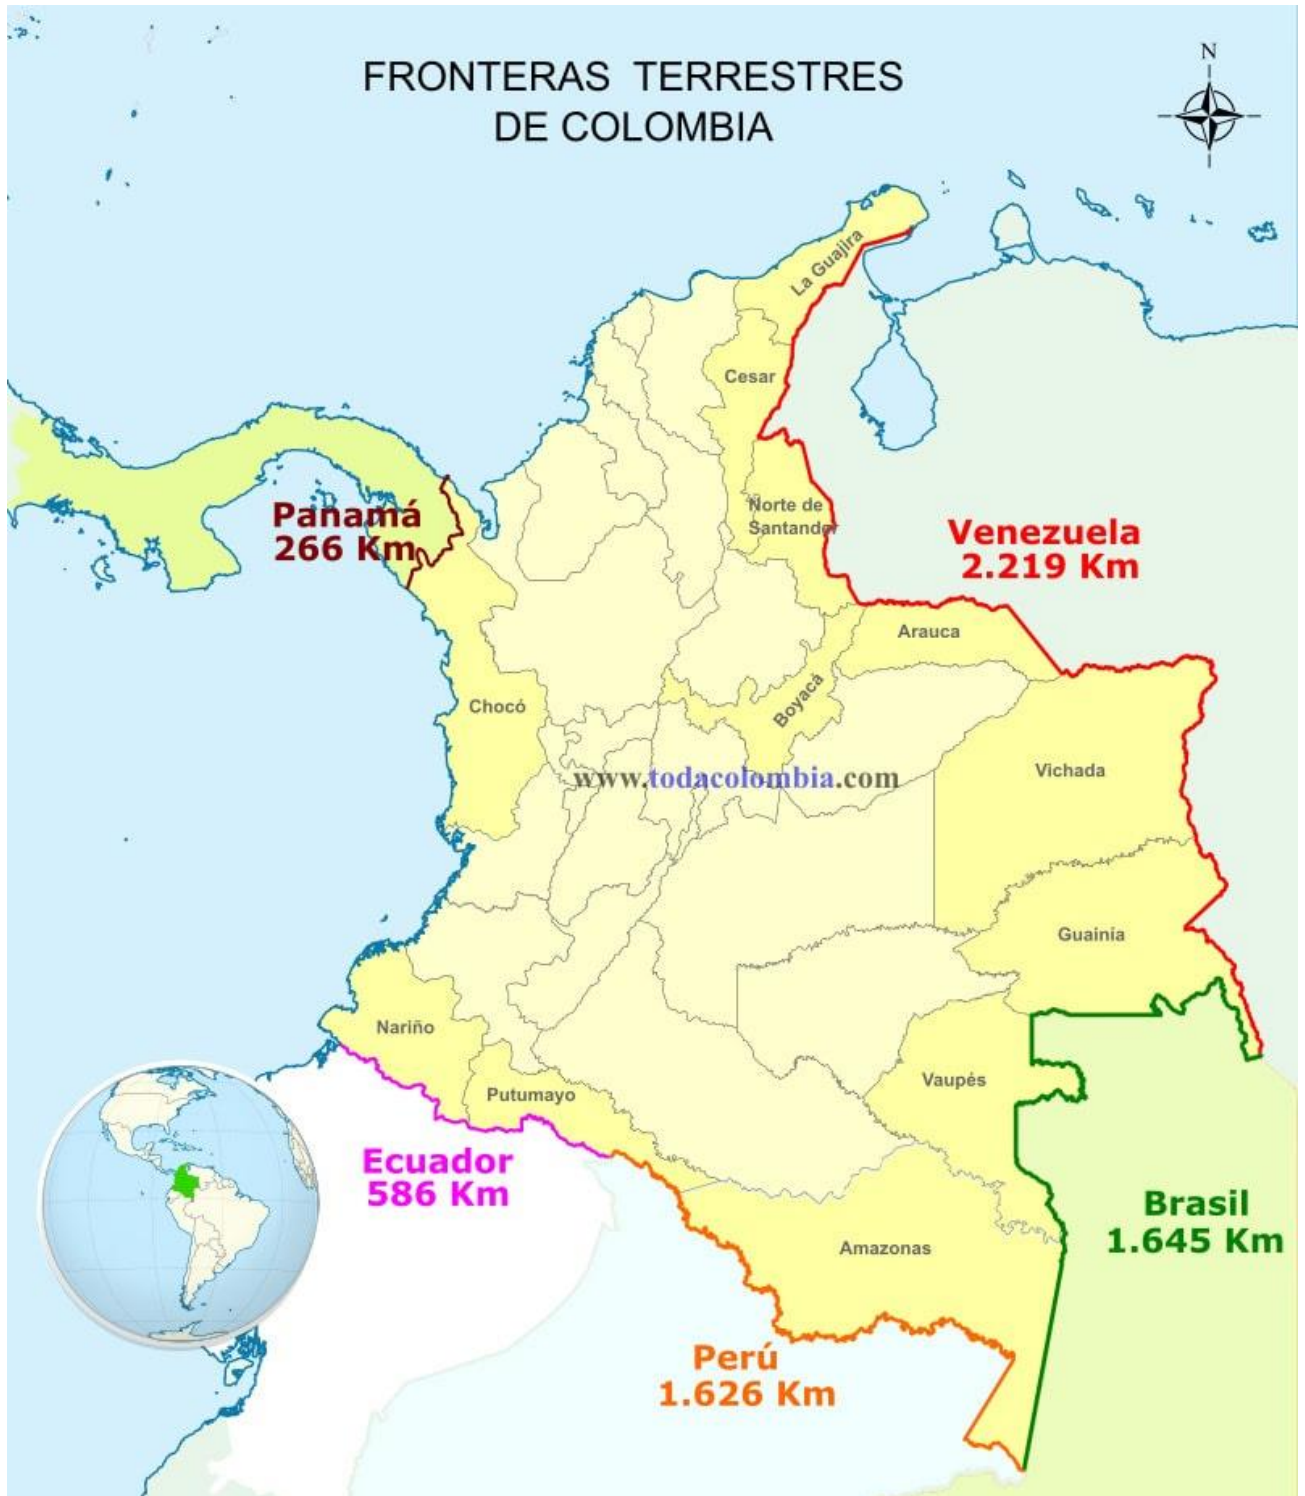 FRONTERAS TERRESTRES
DE COLOMBIA
N
La Guajira
Cesar
Panamá
266 Km
Norte de
Santander
Venezuela
2.219 Km
Arauca
Chocó
Boyacá
www.todacolombia.com
Vichada
Guainía
Nariño
Putumayo
Vaupés
Ecuador
586 Km
Brasil
1.645 Km
Amazonas
Perú
1.626 Km